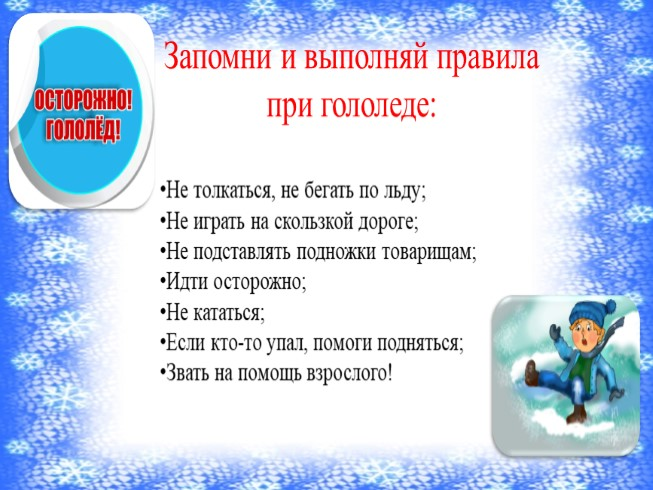 ОСТОРОЖНО!
ГОЛОЛЁД!
Запомни и выполняй правила
при гололеде:
•Не толкаться, не бегать по льду;
•Не играть на скользкой дороге;
•Не подставлять подножки товарищам;
•Идти осторожно;
•Не кататься;
•Если кто-то упал, помоги подняться;
•Звать на помощь взрослого!